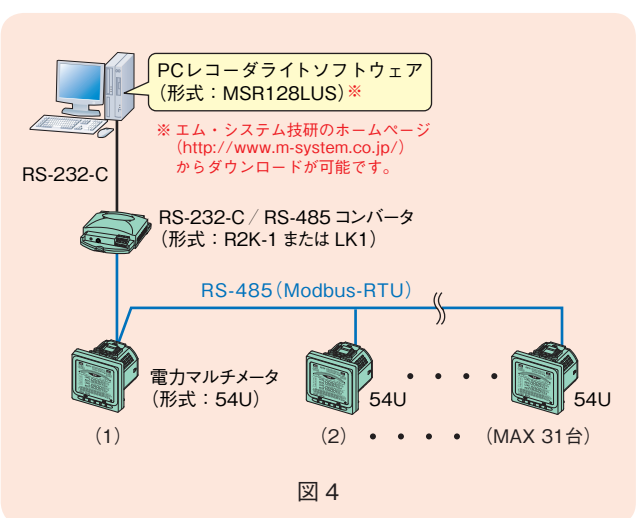 PCレコーダライトソフトウェア
(形式：MSR128LUS)※
※ エム・システム技研のホームページ
(http://www.m-system.co.jp/)
からダウンロードが可能です。
RS-232-C
RS-232-C / RS-485 コンバータ
(形式：R2K-1 または LK1)
RS-485(Modbus-RTU)
電力マルチメータ
(形式：54U)
54U
・・・・
54U
(1)
(2)・・・・(MAX 31台)
図 4